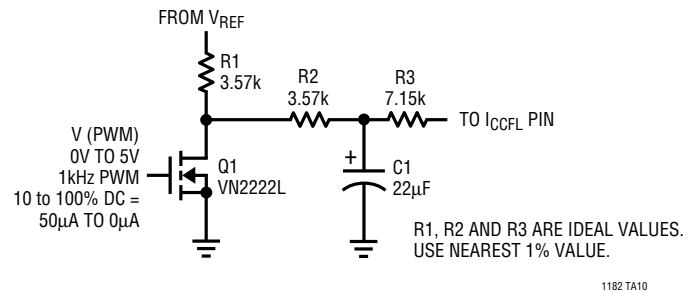 FROM VREF
R1
3.57k
R2
3.57k
R3
7.15k
TO ICCFL PIN
V (PWM)
0V TO 5V
1kHz PWM
10 to 100% DC =
50µA TO 0µA
Q1
VN2222L
+
C1
22µF
R1, R2 AND R3 ARE IDEAL VALUES.
USE NEAREST 1% VALUE.
1182 TA10